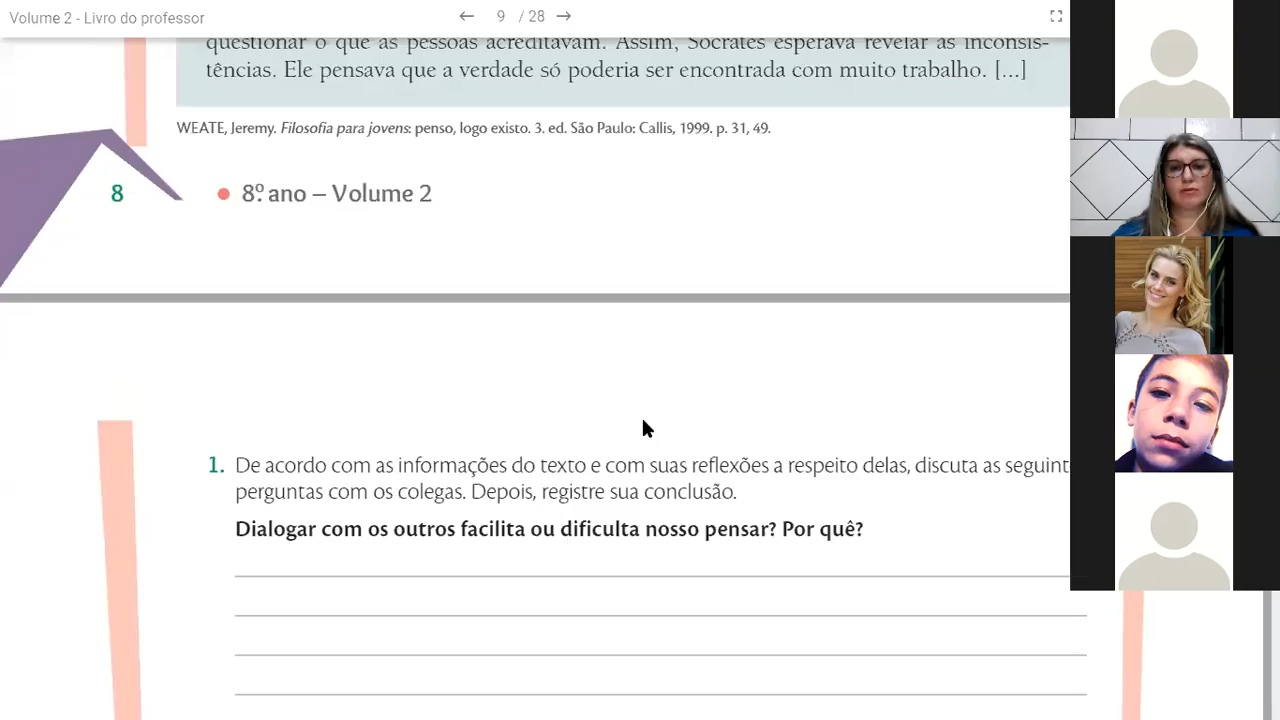 Volume 2 - Livro do professor
9 / 28
questionar o que as pessoas acreditavam. Assim, Sócrates esperava revelar as inconsis-
tências. Ele pensava que a verdade só poderia ser encontrada com muito trabalho. [...]
WEATE, Jeremy. Filosofia para jovens: penso, logo existo. 3. ed. São Paulo: Callis, 1999. p. 31, 49.
8
8º. ano – Volume 2
1. De acordo com as informações do texto e com suas reflexões a respeito delas, discuta as seguint
perguntas com os colegas. Depois, registre sua conclusão.
Dialogar com os outros facilita ou dificulta nosso pensar? Por quê?